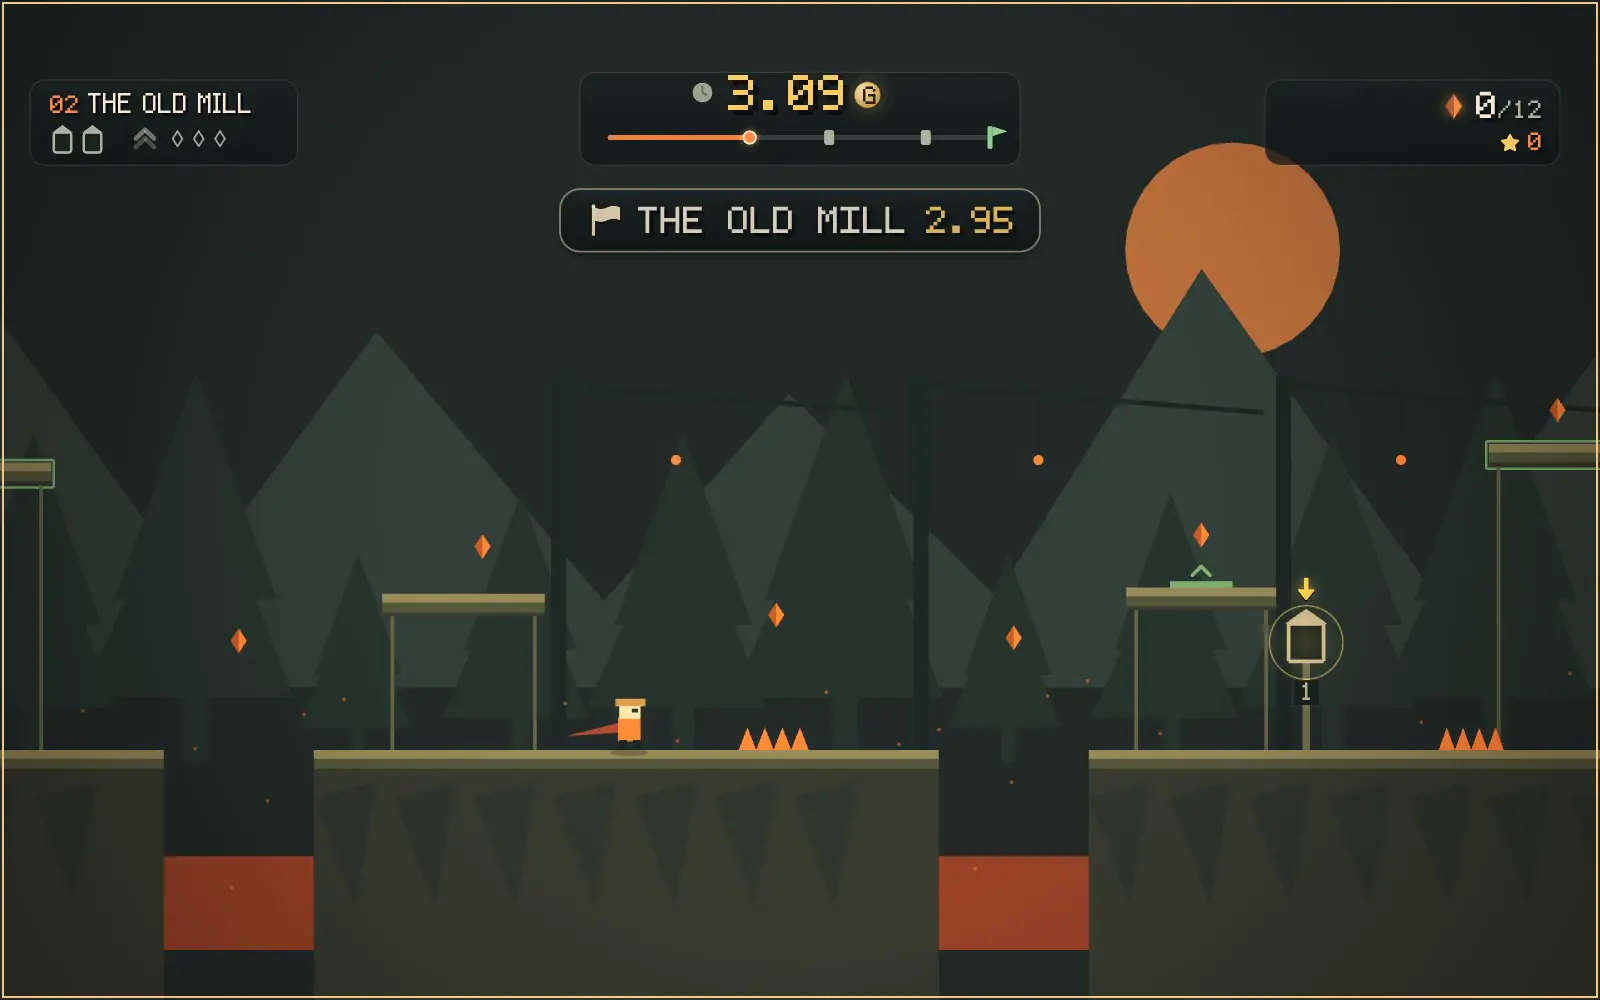 02 THE OLD MILL
3.09 G
0/12
0
THE OLD MILL 2.95
1